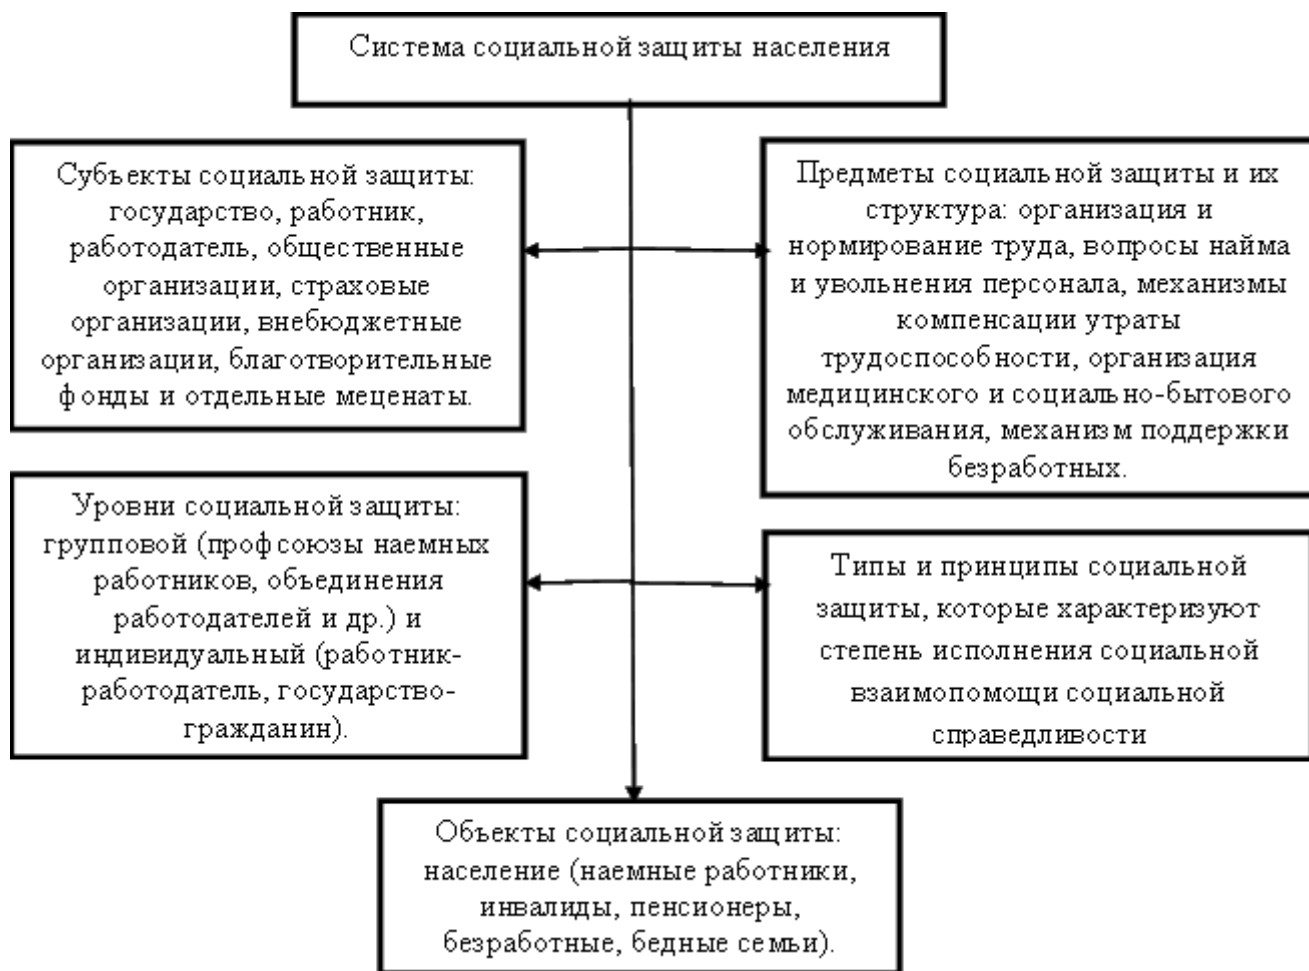 Система социальной защиты населения
Субъекты социальной защиты:
государство, работник,
работодатель, общественные
организации, страховые
организации, внебюджетные
организации, благотворительные
фонды и отдельные меценаты.
Предметы социальной защиты и их
структура: организация и
нормирование труда, вопросы найма
и увольнения персонала, механизмы
компенсации утраты
трудоспособности, организация
медицинского и социально-бытового
обслуживания, механизм поддержки
безработных.
Уровни социальной защиты:
групповой (профсоюзы наемных
работников, объединения
работодателей и др.) и
индивидуальный (работник-
работодатель, государство-
гражданин).
Типы и принципы социальной
защиты, которые характеризуют
степень исполнения социальной
взаимопомощи социальной
справедливости
Объекты социальной защиты:
население (наемные работники,
инвалиды, пенсионеры,
безработные, бедные семьи).